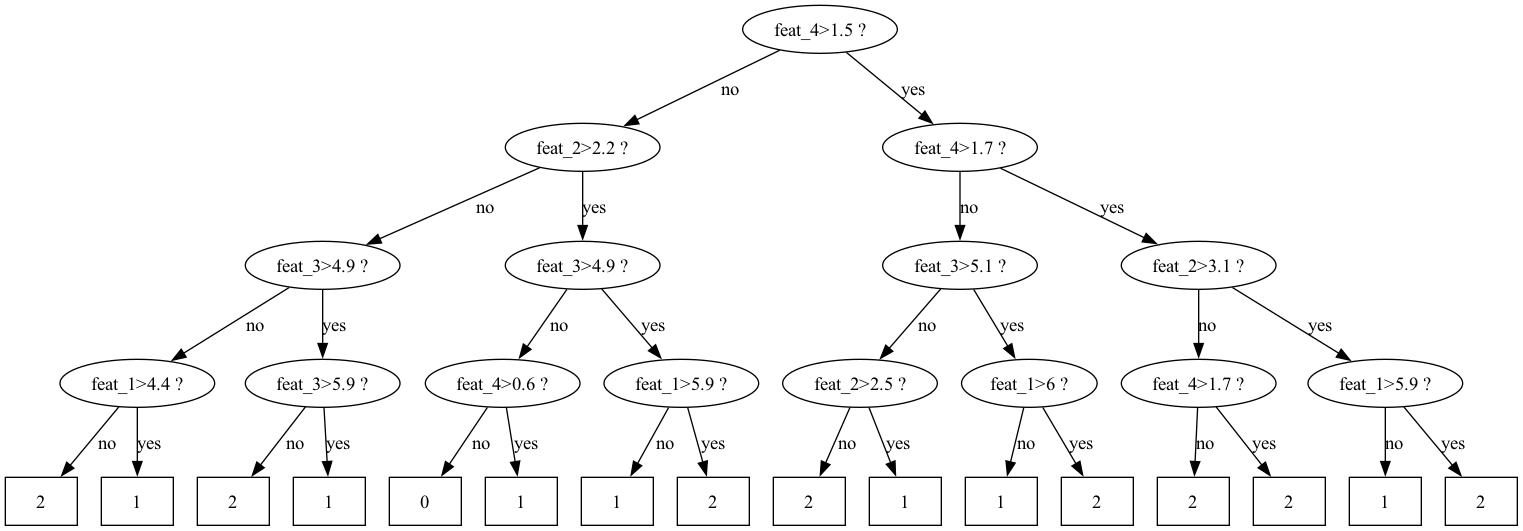 feat_4>1.5 ?
no
yes
feat_2>2.2 ?
feat_4>1.7 ?
no
yes
no
yes
feat_3>4.9 ?
feat_3>4.9 ?
feat_3>5.1 ?
feat_2>3.1 ?
no
yes
no
yes
no
yes
no
yes
feat_1>4.4 ?
feat_3>5.9 ?
feat_4>0.6 ?
feat_1>5.9 ?
feat_2>2.5 ?
feat_1>6 ?
feat_4>1.7 ?
feat_1>5.9 ?
no
yes
no
yes
no
yes
no
yes
no
yes
no
yes
no
yes
no
yes
2
1
2
1
0
1
1
2
2
1
1
2
2
2
1
2